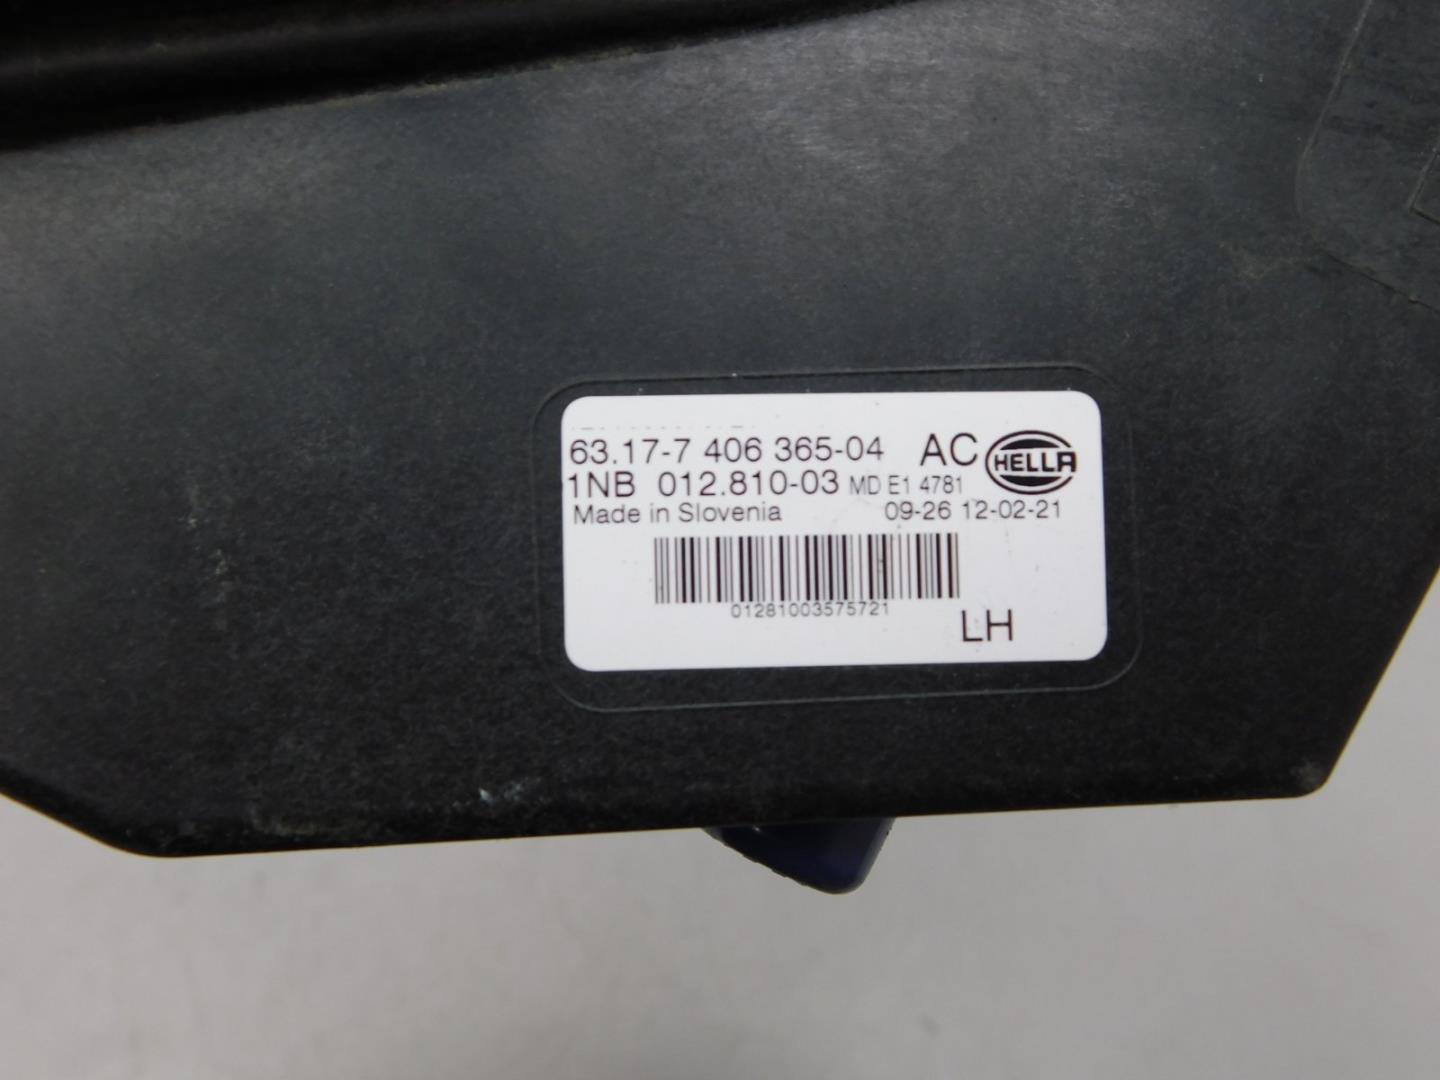 63.17-7 406 365-04 AC HELLA
1NB 012.810-03 MD E1 4781
Made in Slovenia 09-26 12-02-21
01281003575721
LH